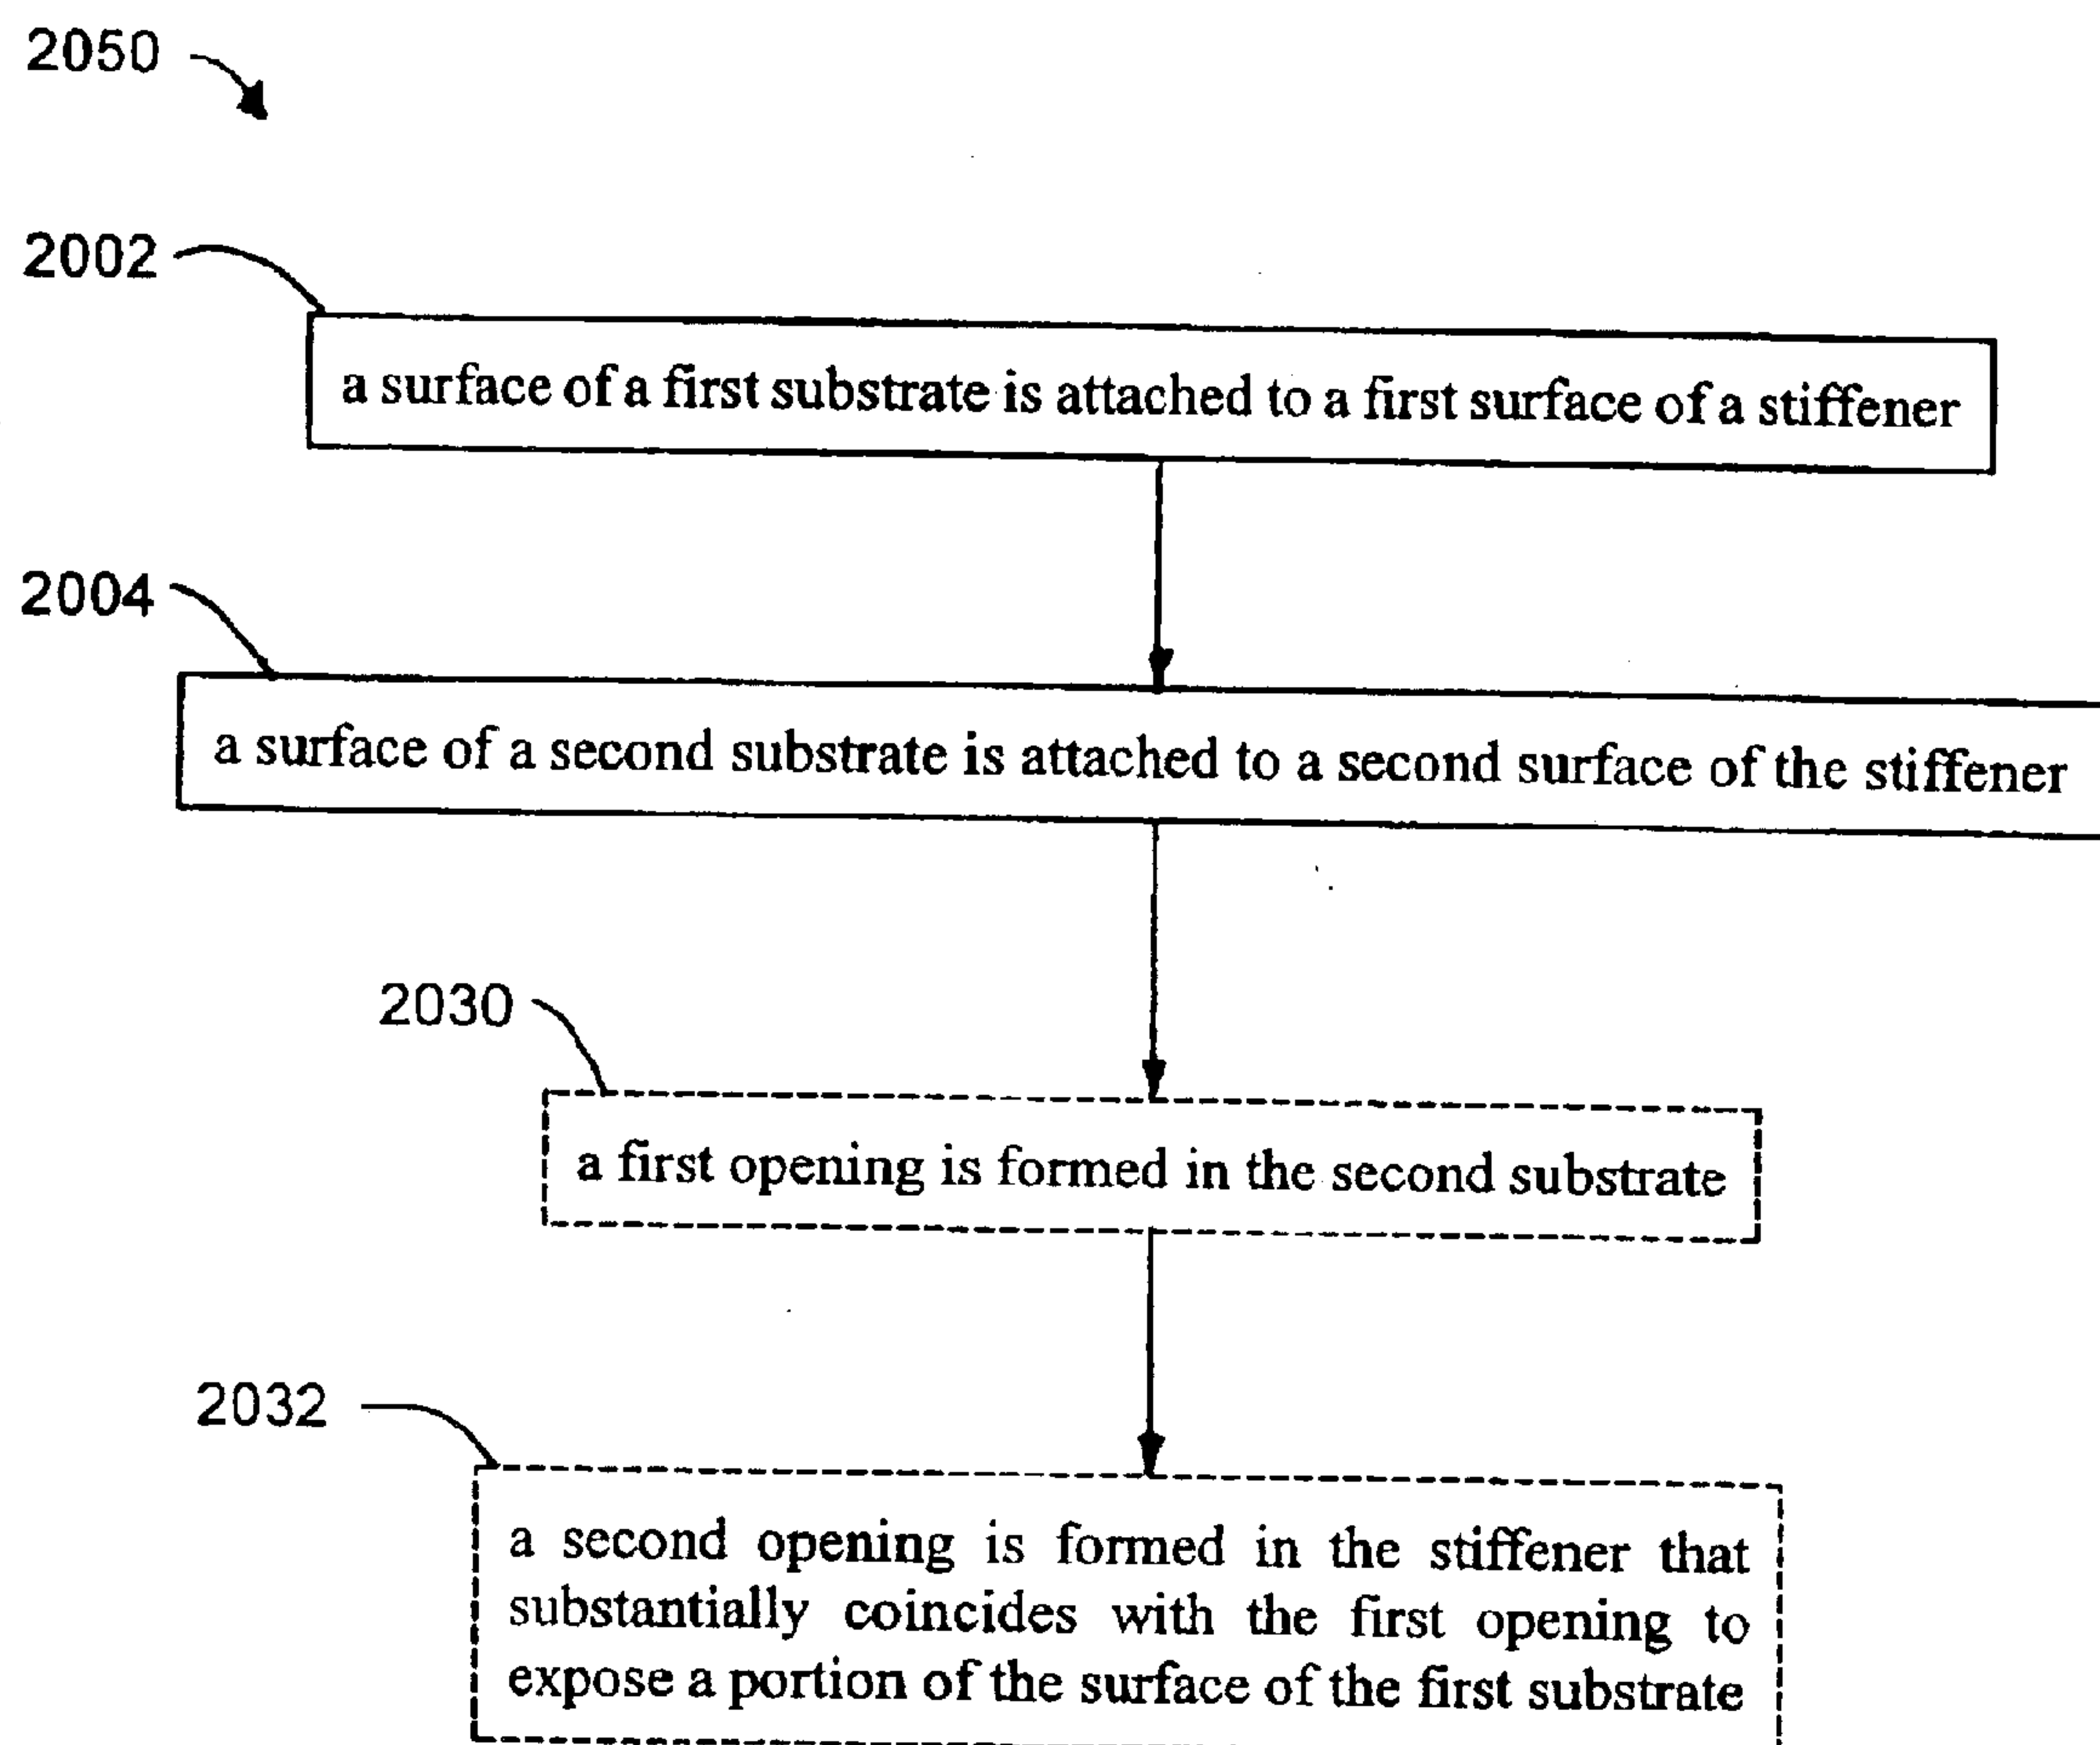 2050
2002
a surface of a first substrate is attached to a first surface of a stiffener
2004
a surface of a second substrate is attached to a second surface of the stiffener
2030
a first opening is formed in the second substrate
2032
a second opening is formed in the stiffener that
substantially coincides with the first opening to
expose a portion of the surface of the first substrate